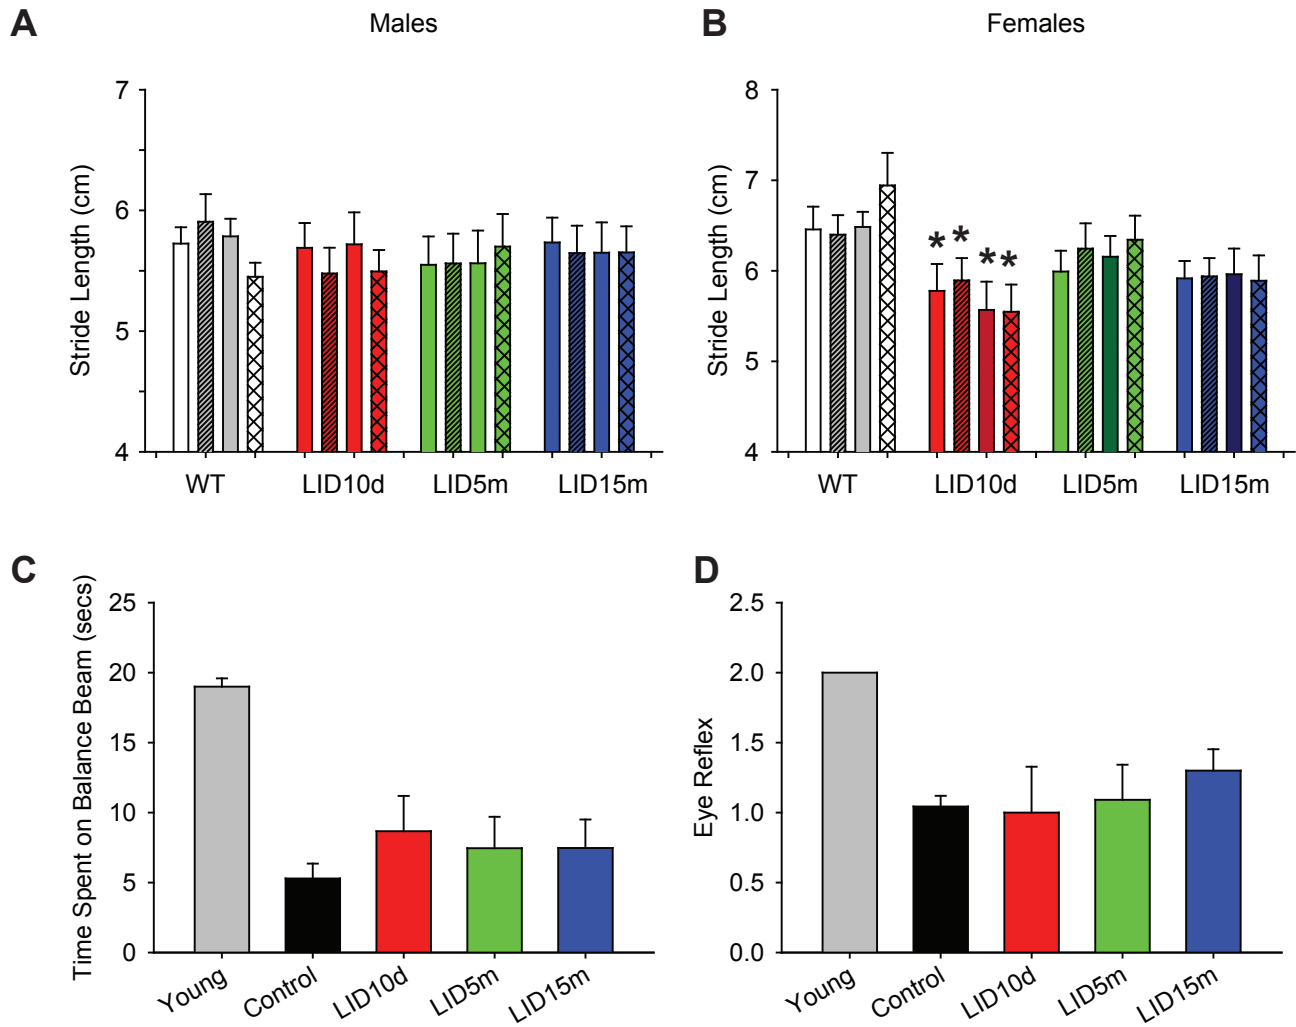 A
Males
7
6
5
4
Stride Length (cm)
WT
LID10d
LID5m
LID15m
B
Females
8
7
6
5
4
Stride Length (cm)
* * * *
WT
LID10d
LID5m
LID15m
C
25
20
15
10
5
0
Time Spent on Balance Beam (secs)
Young
Control
LID10d
LID5m
LID15m
D
2.5
2.0
1.5
1.0
0.5
0.0
Eye Reflex
Young
Control
LID10d
LID5m
LID15m